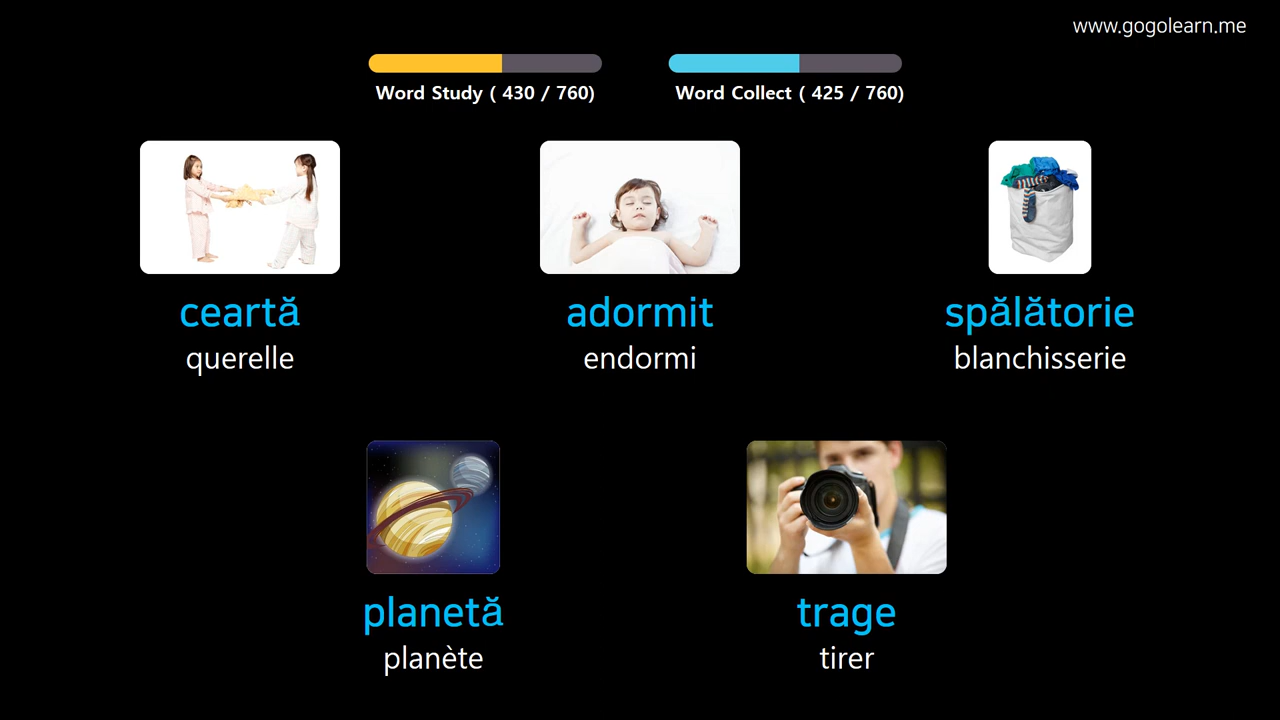 www.gogolearn.me
Word Study ( 430 / 760)
Word Collect ( 425 / 760)
ceartă
querelle
adormit
endormi
spălătorie
blanchisserie
planetă
planète
trage
tirer